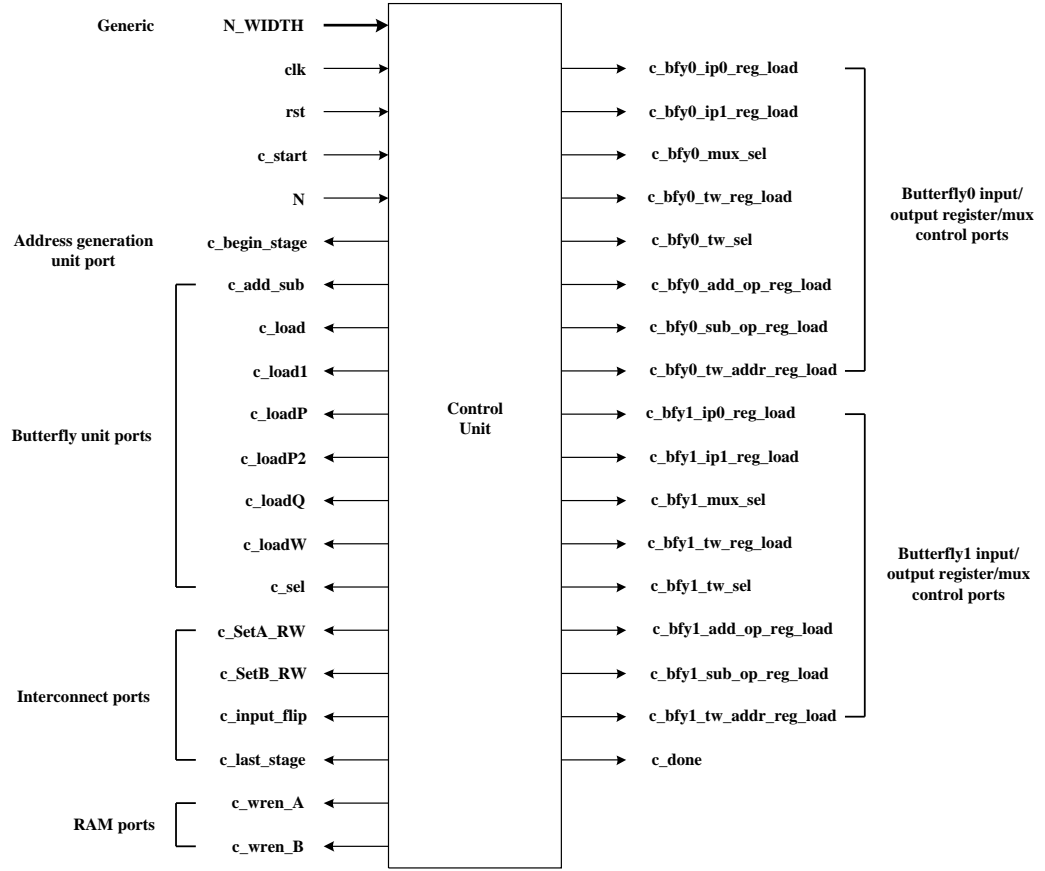 Generic
N_WIDTH
clk
rst
c_start
N
Address generation
unit port
c_begin_stage
c_add_sub
c_load
c_load1
c_loadP
Butterfly unit ports
c_loadP2
c_loadQ
c_loadW
c_sel
c_SetA_RW
c_SetB_RW
Interconnect ports
c_input_flip
c_last_stage
RAM ports
c_wren_A
c_wren_B
Control
Unit
c_bfy0_ip0_reg_load
c_bfy0_ip1_reg_load
c_bfy0_mux_sel
c_bfy0_tw_reg_load
c_bfy0_tw_sel
c_bfy0_add_op_reg_load
c_bfy0_sub_op_reg_load
c_bfy0_tw_addr_reg_load
Butterfly0 input/
output register/mux
control ports
c_bfy1_ip0_reg_load
c_bfy1_ip1_reg_load
c_bfy1_mux_sel
c_bfy1_tw_reg_load
c_bfy1_tw_sel
c_bfy1_add_op_reg_load
c_bfy1_sub_op_reg_load
c_bfy1_tw_addr_reg_load
Butterfly1 input/
output register/mux
control ports
c_done